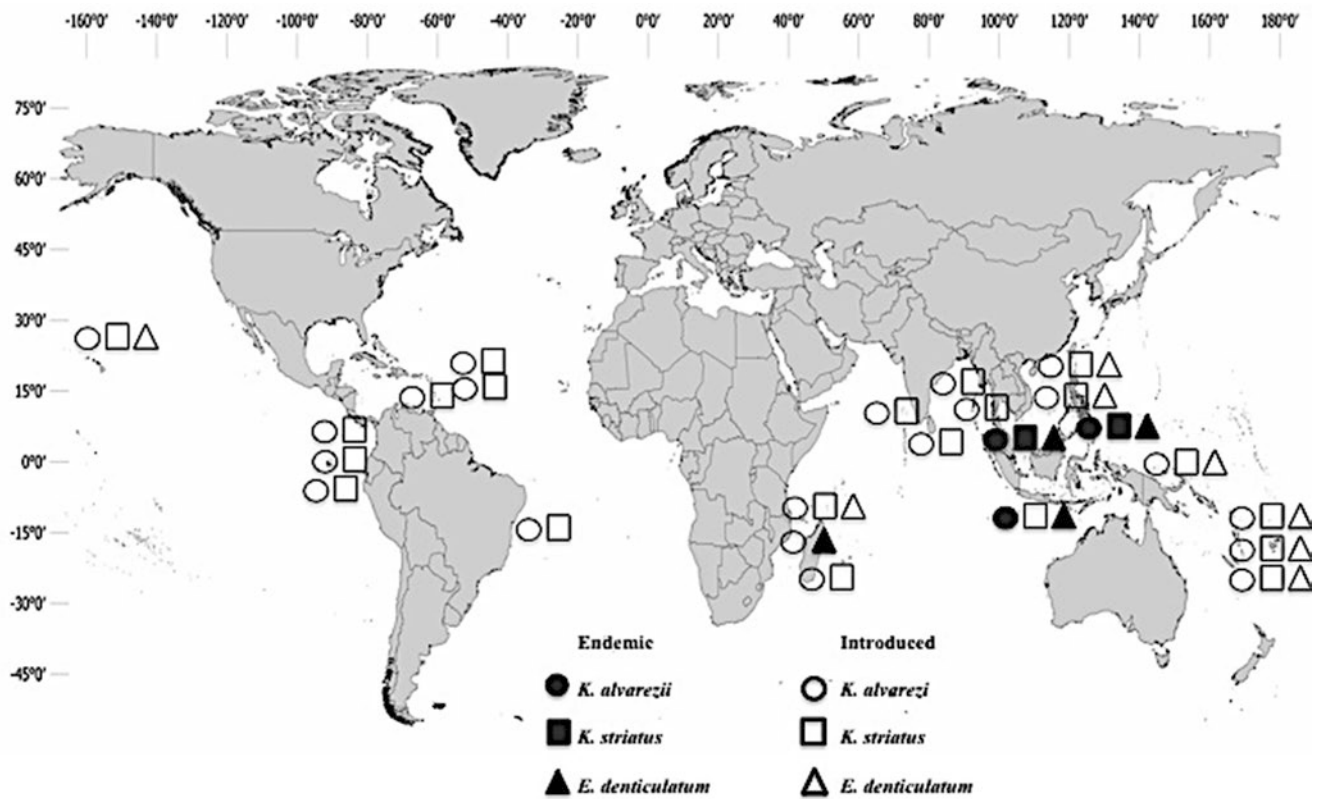 -160°0' -140°0' -120°0' -100°0' -80°0' -60°0' -40°0' -20°0' 0°0' 20°0' 40°0' 60°0' 80°0' 100°0' 120°0' 140°0' 160°0' 180°0'
75°0'
60°0'
45°0'
30°0'
15°0'
0°0'
-15°0'
-30°0'
-45°0'
Endemic Introduced
K. alvarezii K. alvarezi
K. striatus K. striatus
E. denticulatum E. denticulatum